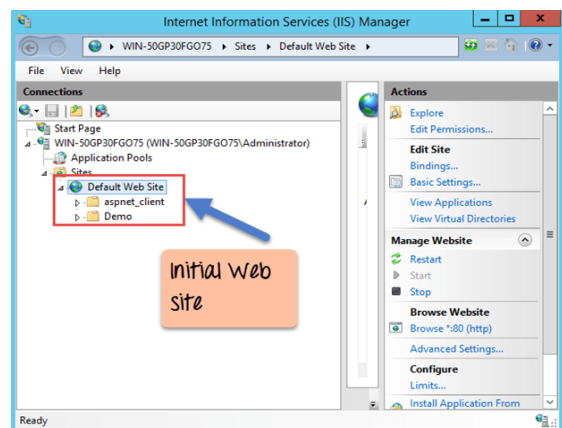 Internet Information Services (IIS) Manager
WIN-50GP30FGO75 Sites Default Web Site
File View Help
Connections
Start Page
WIN-50GP30FGO75 (WIN-50GP30FGO75\Administrator)
Application Pools
Sites
Default Web Site
aspnet_client
Demo
Initial Web
site
Actions
Explore
Edit Permissions...
Edit Site
Bindings...
Basic Settings...
View Applications
View Virtual Directories
Manage Website
Restart
Start
Stop
Browse Website
Browse *:80 (http)
Advanced Settings...
Configure
Limits...
Install Application From
Ready